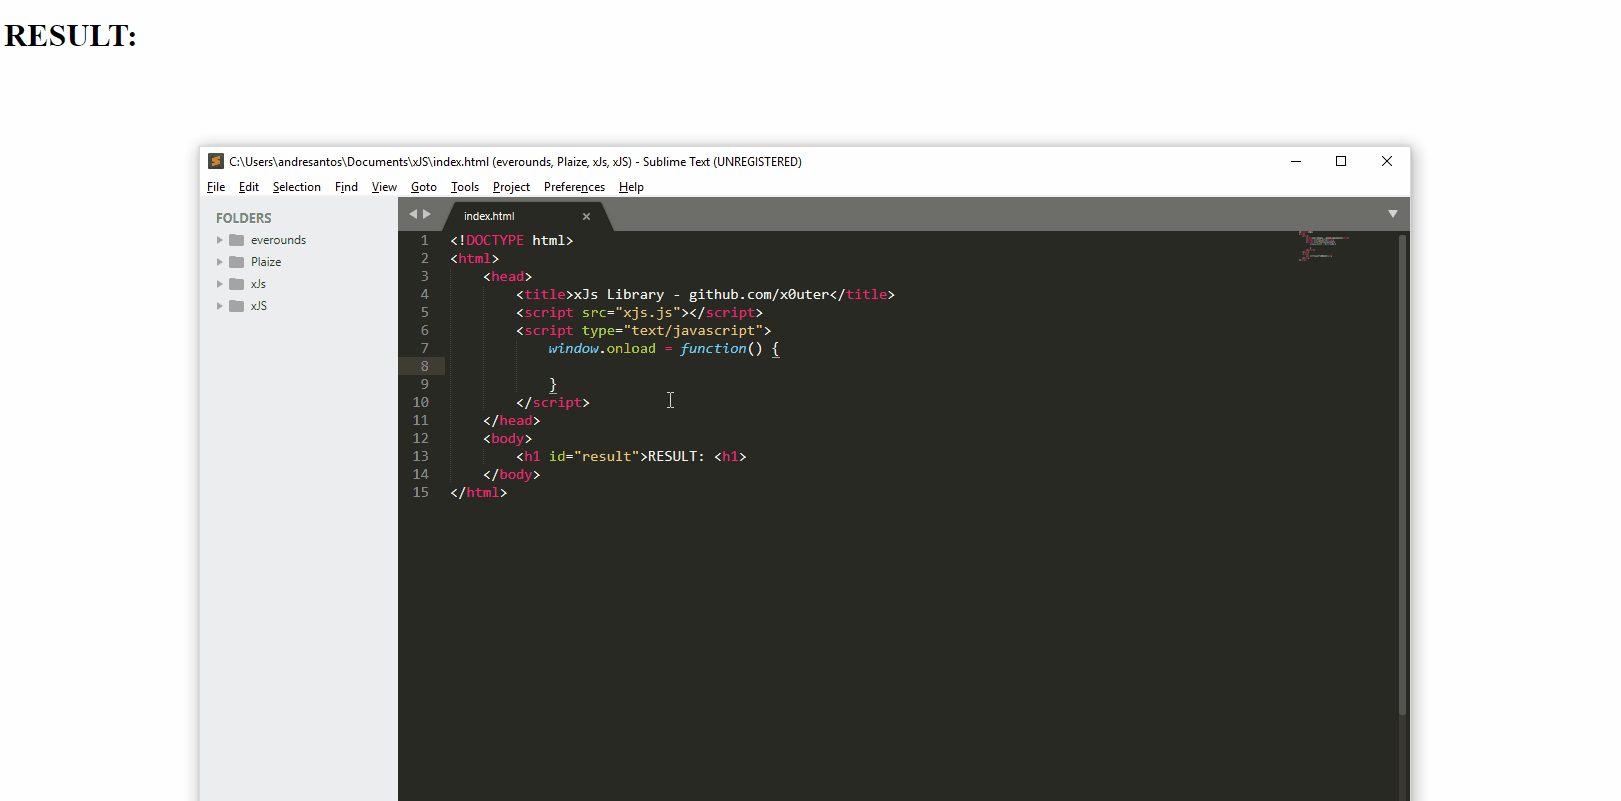 RESULT:
C:\Users\andresantos\Documents\xJS\index.html (everounds, Plaize, xJs, xJS) - Sublime Text (UNREGISTERED)
File Edit Selection Find View Goto Tools Project Preferences Help
FOLDERS
everounds
Plaize
xJs
xJS
index.html
1 <!DOCTYPE html>
2 <html>
3 <head>
4 <title>xJs Library - github.com/x0uter</title>
5 <script src="xjs.js"></script>
6 <script type="text/javascript">
7 window.onload = function() {
8
9 }
10 </script>
11 </head>
12 <body>
13 <h1 id="result">RESULT: <h1>
14 </body>
15 </html>